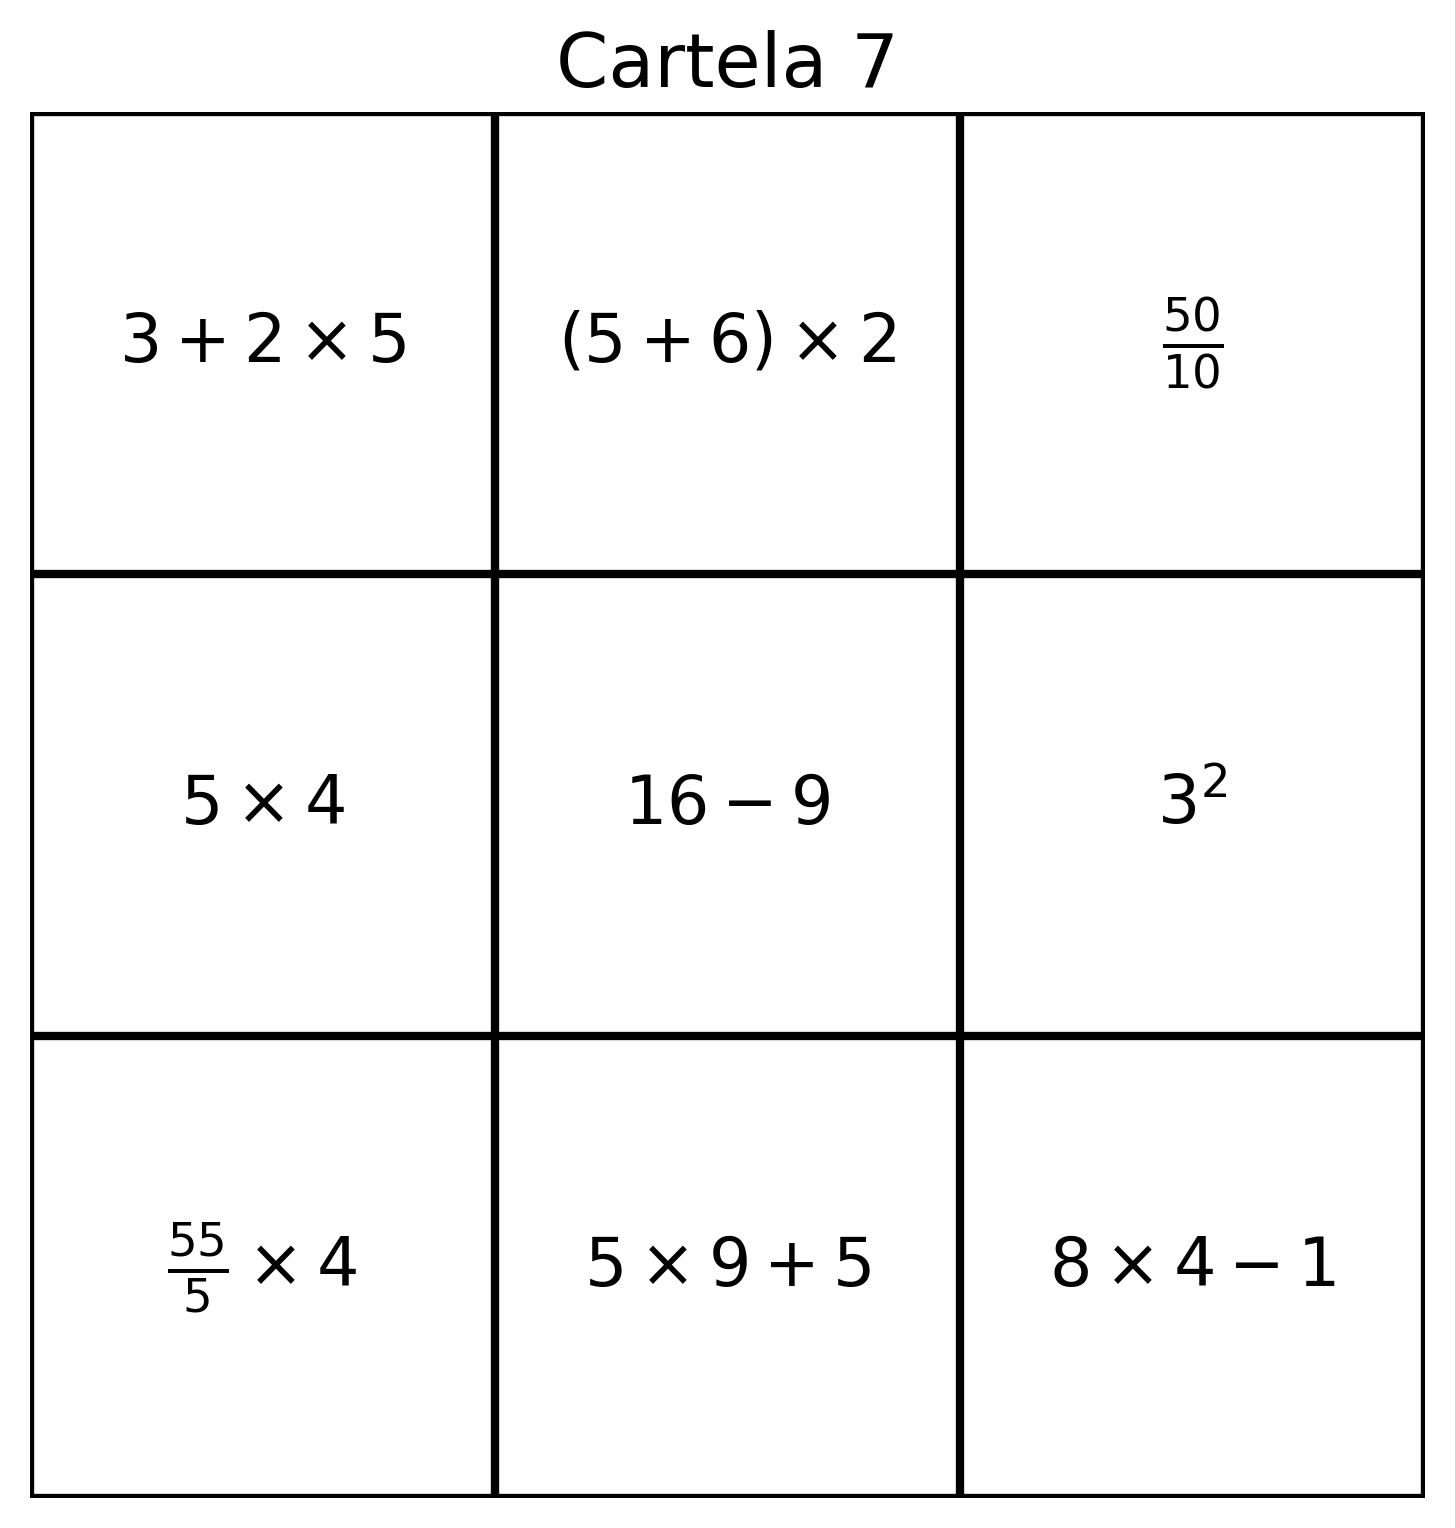 Cartela 7
3 + 2 × 5
(5 + 6) × 2
50/10
5 × 4
16 − 9
3²
55/5 × 4
5 × 9 + 5
8 × 4 − 1